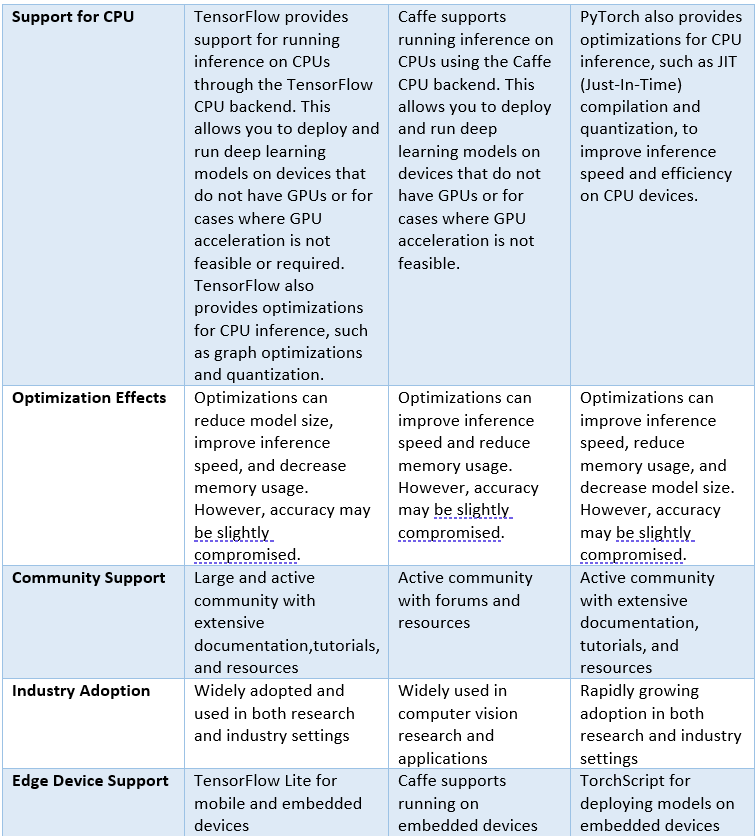 Support for CPU
TensorFlow provides
support for running
inference on CPUs
through the TensorFlow
CPU backend. This
allows you to deploy and
run deep learning
models on devices that
do not have GPUs or for
cases where GPU
acceleration is not
feasible or required.
TensorFlow also
provides optimizations
for CPU inference, such
as graph optimizations
and quantization.
Caffe supports
running inference on
CPUs using the Caffe
CPU backend. This
allows you to deploy
and run deep
learning models on
devices that do not
have GPUs or for
cases where GPU
acceleration is not
feasible.
PyTorch also provides
optimizations for CPU
inference, such as JIT
(Just-In-Time)
compilation and
quantization, to
improve inference
speed and efficiency
on CPU devices.
Optimization Effects
Optimizations can
reduce model size,
improve inference
speed, and decrease
memory usage.
However, accuracy may
be slightly
compromised.
Optimizations can
improve inference
speed and reduce
memory usage.
However, accuracy
may be slightly
compromised.
Optimizations can
improve inference
speed, reduce
memory usage, and
decrease model size.
However, accuracy
may be slightly
compromised.
Community Support
Large and active
community with
extensive
documentation,tutorials,
and resources
Active community
with forums and
resources
Active community
with extensive
documentation,
tutorials, and
resources
Industry Adoption
Widely adopted and
used in both research
and industry settings
Widely used in
computer vision
research and
applications
Rapidly growing
adoption in both
research and industry
settings
Edge Device Support
TensorFlow Lite for
mobile and embedded
devices
Caffe supports
running on
embedded devices
TorchScript for
deploying models on
embedded devices